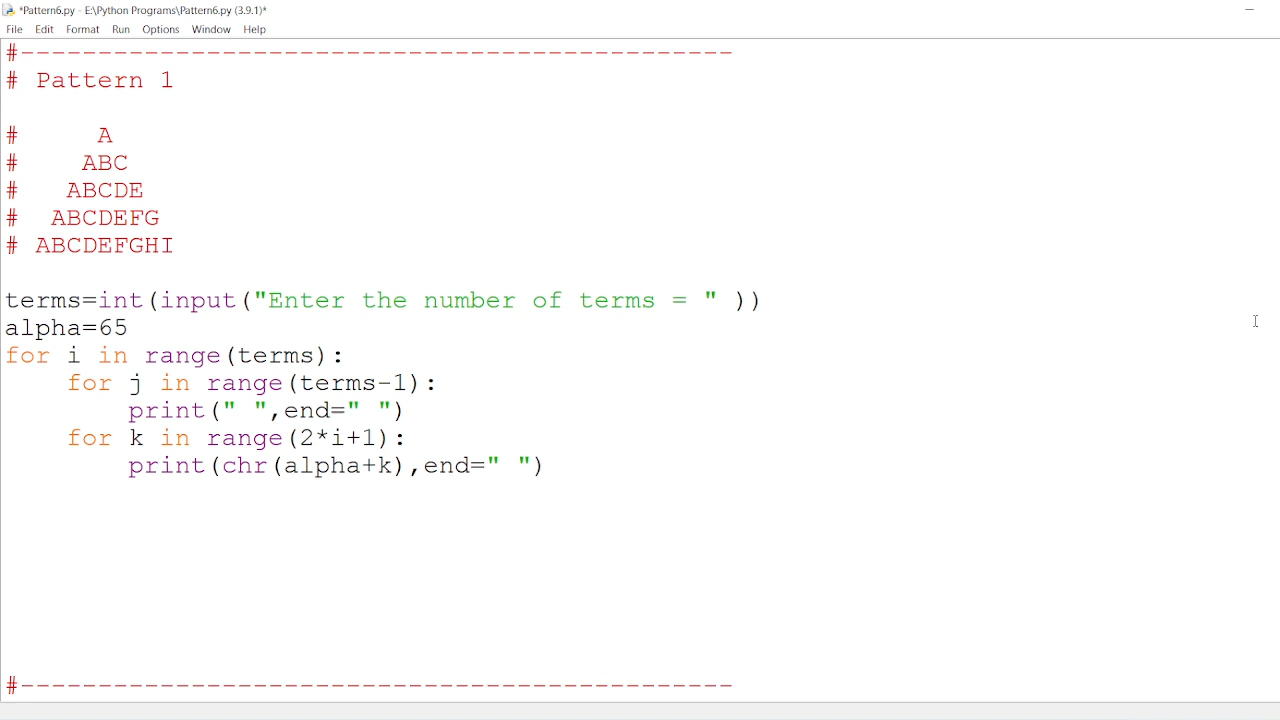 *Pattern6.py - E:\Python Programs\Pattern6.py (3.9.1)*
File Edit Format Run Options Window Help
#----------------------------------------------
# Pattern 1
#      A
#     ABC
#    ABCDE
#   ABCDEFG
#  ABCDEFGHI
terms=int(input("Enter the number of terms = " ))
alpha=65
for i in range(terms):
    for j in range(terms-1):
        print(" ",end=" ")
    for k in range(2*i+1):
        print(chr(alpha+k),end=" ")
#----------------------------------------------